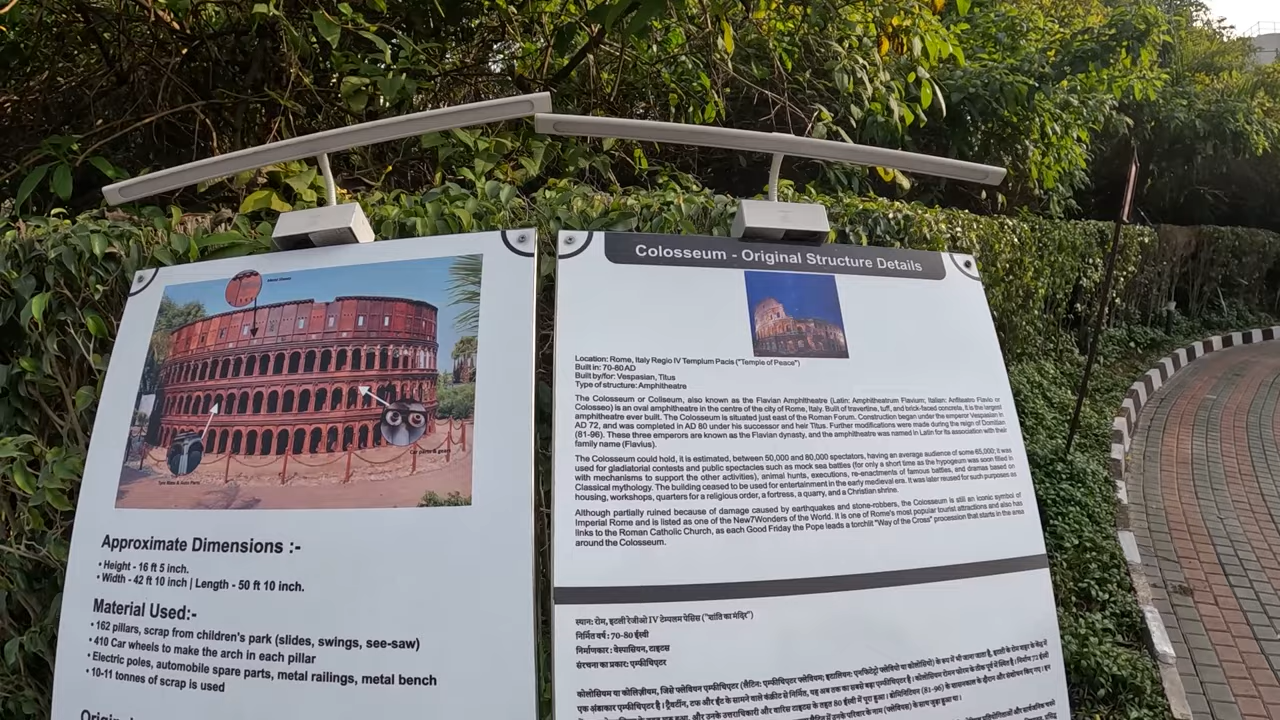 Car parts & gears
Approximate Dimensions :-
• Height - 16 ft 5 inch.
• Width - 42 ft 10 inch | Length - 50 ft 10 inch.
Material Used:-
• 162 pillars, scrap from children's park (slides, swings, see-saw)
• 410 Car wheels to make the arch in each pillar
• Electric poles, automobile spare parts, metal railings, metal bench
• 10-11 tonnes of scrap is used
Colosseum - Original Structure Details
Location: Rome, Italy Regio IV Templum Pacis ("Temple of Peace")
Built in: 70-80 AD
Built by/for: Vespasian, Titus
Type of structure: Amphitheatre
The Colosseum or Coliseum, also known as the Flavian Amphitheatre (Latin: Amphitheatrum Flavium; Italian: Anfiteatro Flavio or
Colosseo) is an oval amphitheatre in the centre of the city of Rome, Italy. Built of travertine, tuff, and brick-faced concrete, it is the largest
amphitheatre ever built. The Colosseum is situated just east of the Roman Forum. Construction began under the emperor Vespasian in
AD 72, and was completed in AD 80 under his successor and heir Titus. Further modifications were made during the reign of Domitian
(81-96). These three emperors are known as the Flavian dynasty, and the amphitheatre was named in Latin for its association with their
family name (Flavius).
The Colosseum could hold, it is estimated, between 50,000 and 80,000 spectators, having an average audience of some 65,000; it was
used for gladiatorial contests and public spectacles such as mock sea battles (for only a short time as the hypogeum was soon filled in
with mechanisms to support the other activities), animal hunts, executions, re-enactments of famous battles, and dramas based on
Classical mythology. The building ceased to be used for entertainment in the early medieval era. It was later reused for such purposes as
housing, workshops, quarters for a religious order, a fortress, a quarry, and a Christian shrine.
Although partially ruined because of damage caused by earthquakes and stone-robbers, the Colosseum is still an iconic symbol of
Imperial Rome and is listed as one of the New7Wonders of the World. It is one of Rome's most popular tourist attractions and also has
links to the Roman Catholic Church, as each Good Friday the Pope leads a torchlit "Way of the Cross" procession that starts in the area
around the Colosseum.
स्थान: रोम, इटली रेजीओ IV टेम्पलम पेसिस ("शांति का मंदिर")
निर्मित वर्ष : 70-80 ईस्वी
निर्माणकार: वेस्पासियन, टाइटस
संरचना का प्रकार: एम्फीथिएटर